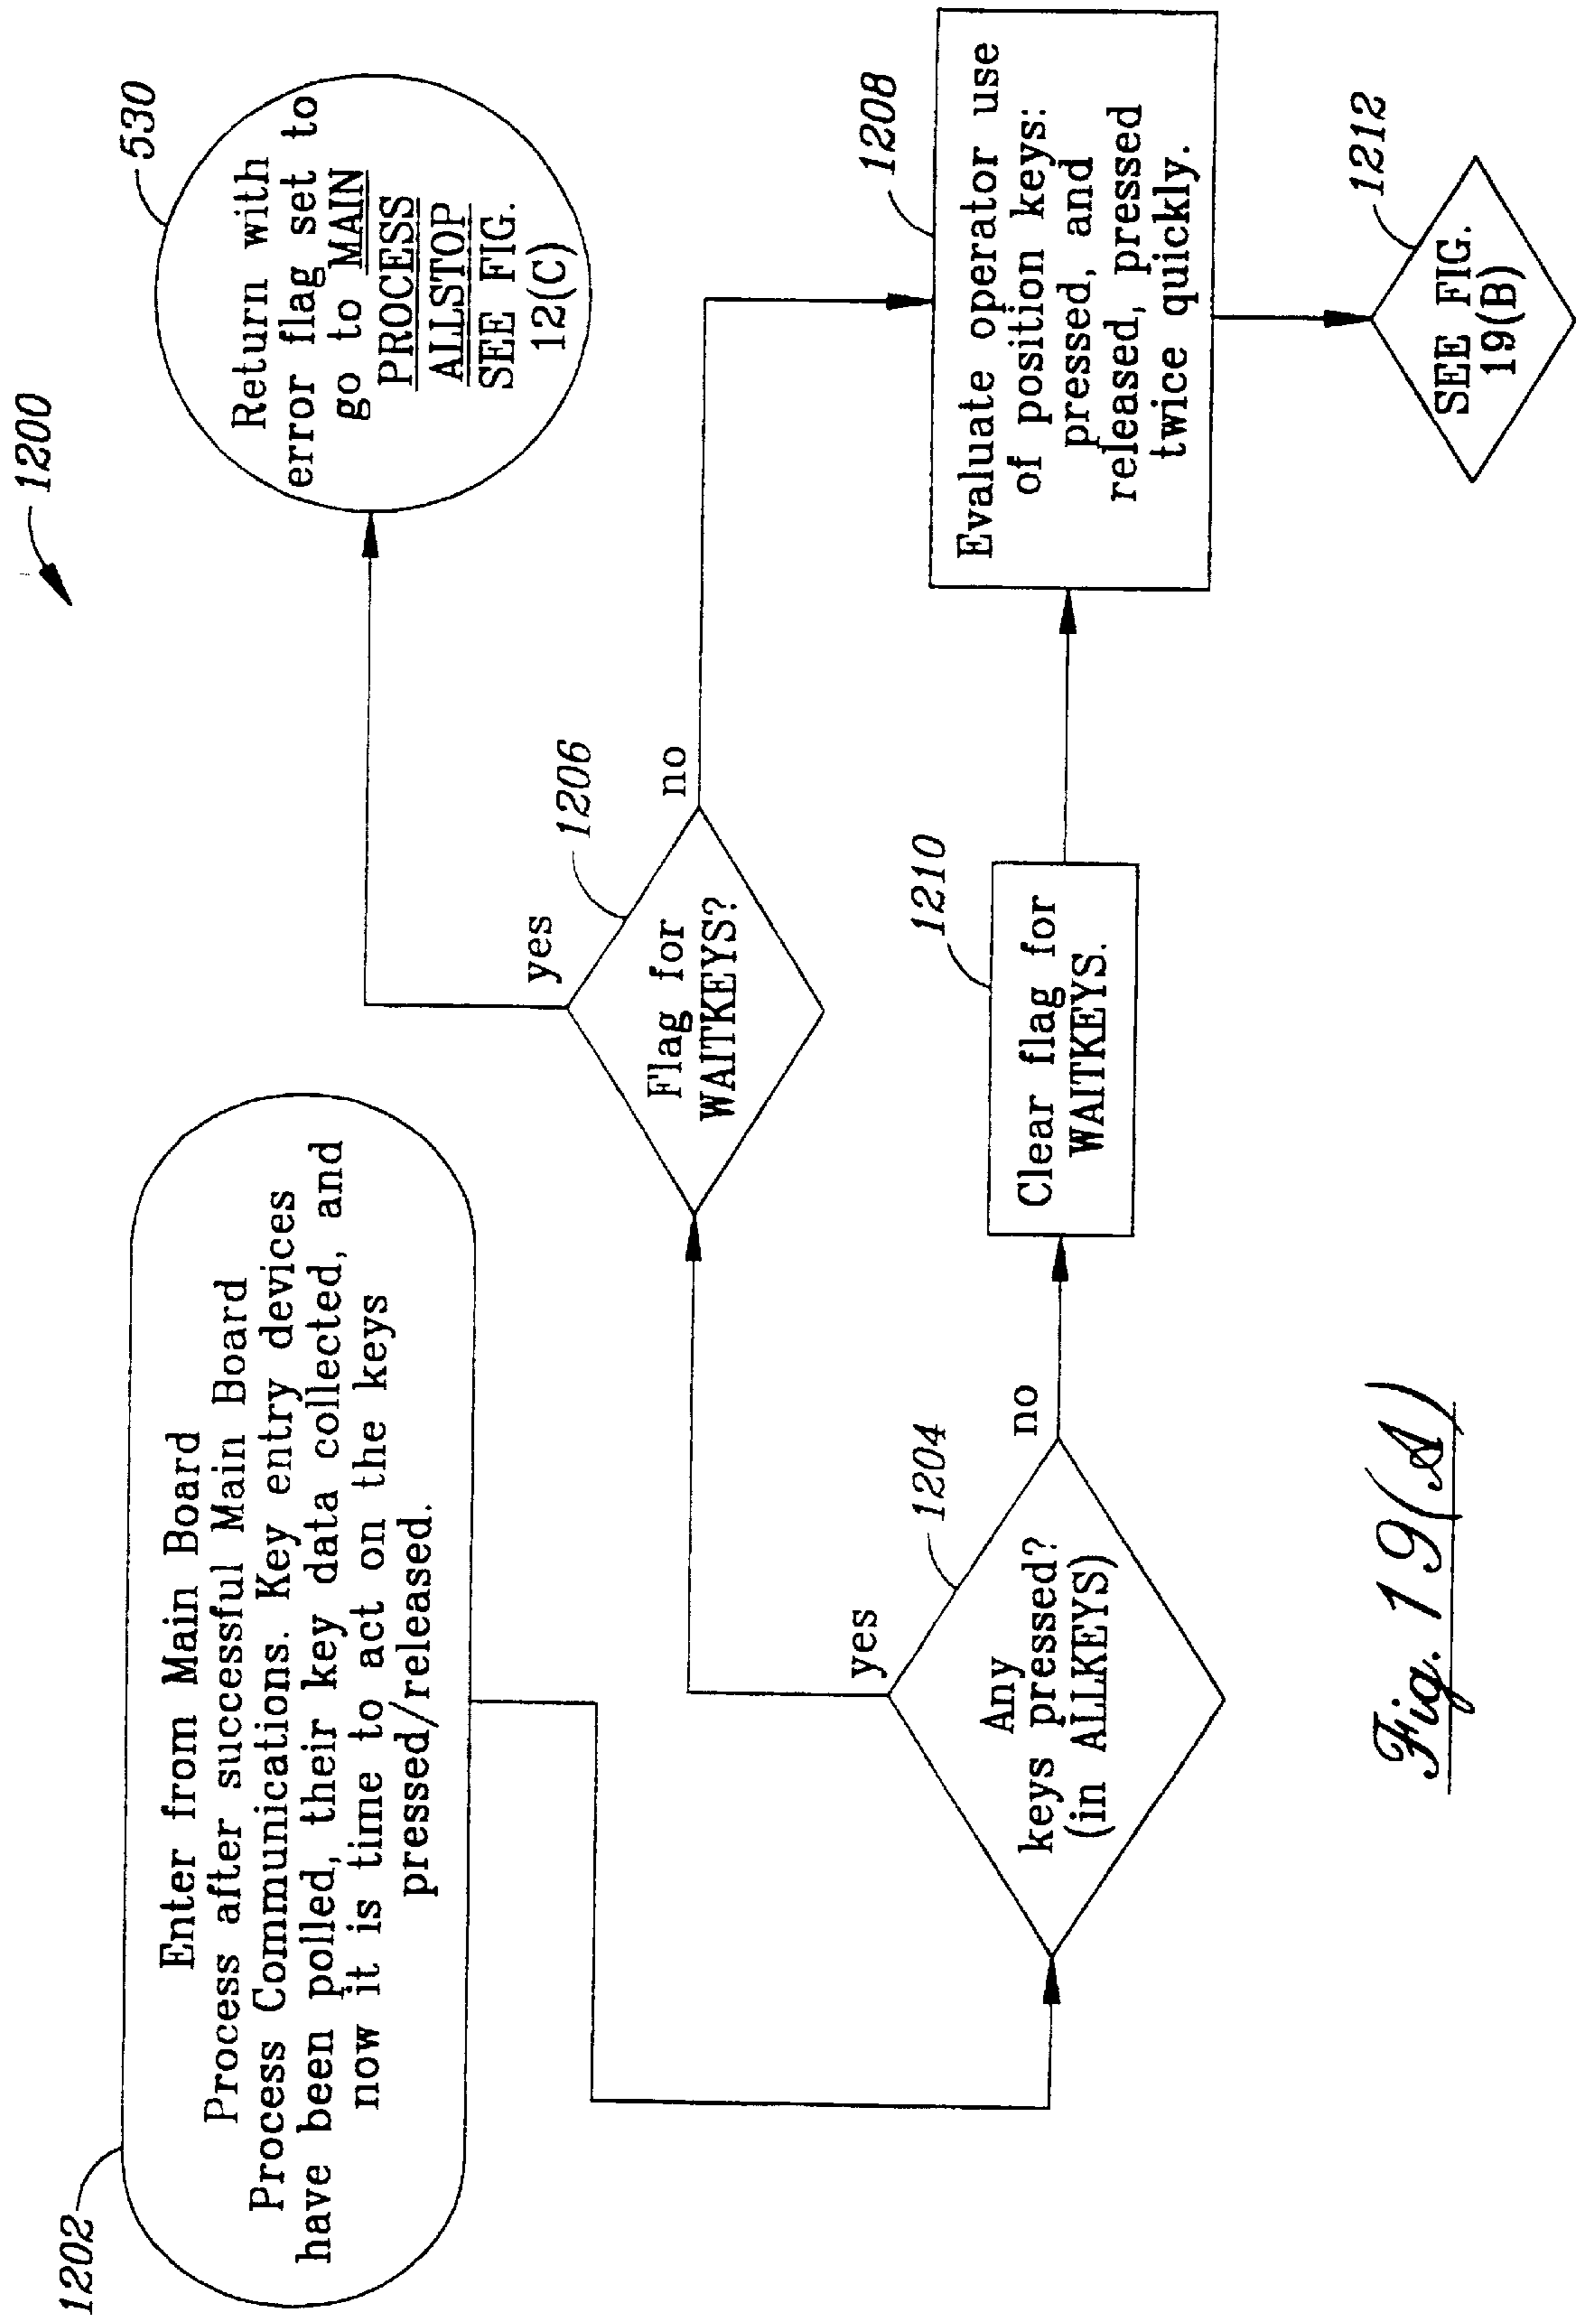 1200
1202
Enter from Main Board
Process after successful Main Board
Process Communications. Key entry devices
have been polled, their key data collected, and
now it is time to act on the keys
pressed/released.
530
Return with
error flag set to
go to MAIN
PROCESS
ALLSTOP
SEE FIG.
12(C)
1206
yes
Flag for
WAITKEYS?
no
1204
yes
Any
keys pressed?
(in ALLKEYS)
no
1210
Clear flag for
WAITKEYS.
1208
Evaluate operator use
of position keys:
pressed, and
released, pressed
twice quickly.
1212
SEE FIG.
19(B)
Fig. 19(A)